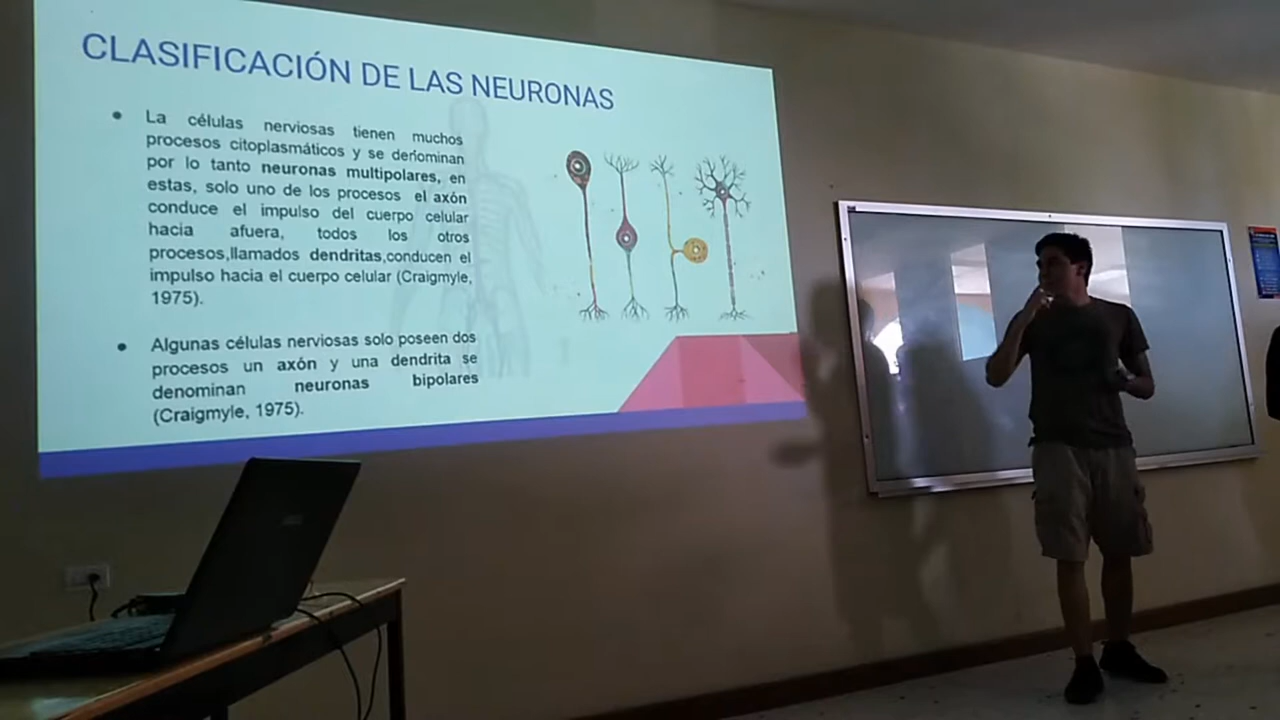 CLASIFICACIÓN DE LAS NEURONAS
La células nerviosas tienen muchos
procesos citoplasmáticos y se denominan
por lo tanto neuronas multipolares, en
estas, solo uno de los procesos el axón
conduce el impulso del cuerpo celular
hacia afuera, todos los otros
procesos,llamados dendritas,conducen el
impulso hacia el cuerpo celular (Craigmyle,
1975).
Algunas células nerviosas solo poseen dos
procesos un axón y una dendrita se
denominan neuronas bipolares
(Craigmyle, 1975).